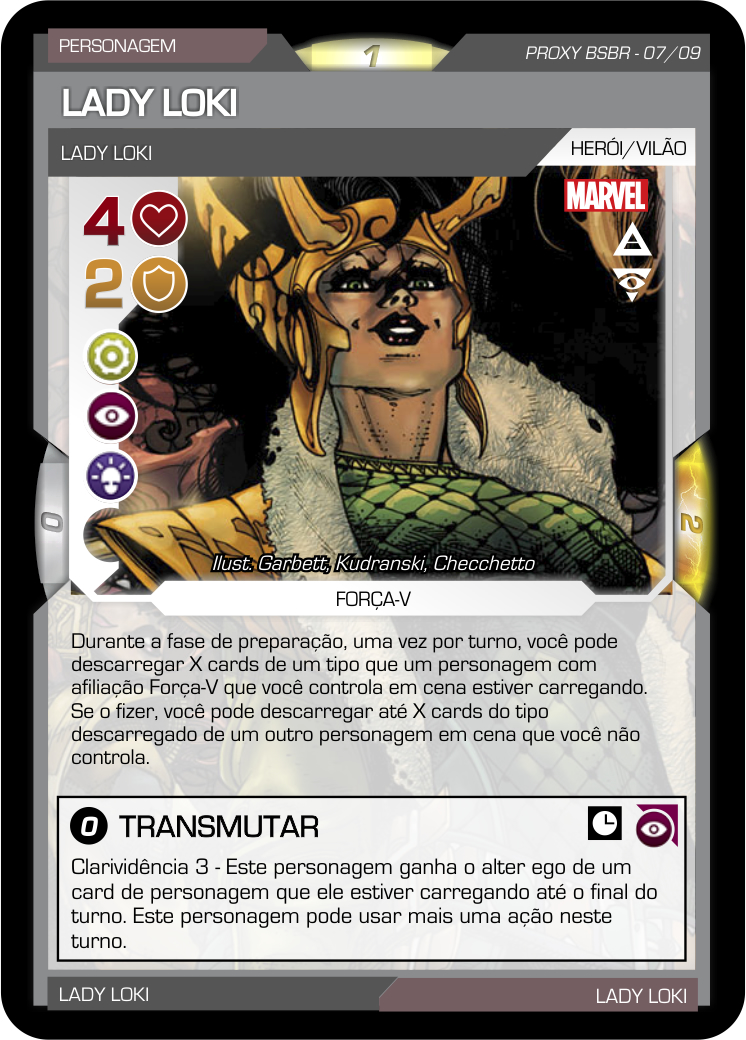 PERSONAGEM
1
PROXY BSBR - 07/09
LADY LOKI
LADY LOKI
HERÓI/VILÃO
MARVEL
4
2
0
2
Ilust. Garbett, Kudranski, Checchetto
FORÇA-V
Durante a fase de preparação, uma vez por turno, você pode
descarregar X cards de um tipo que um personagem com
afiliação Força-V que você controla em cena estiver carregando.
Se o fizer, você pode descarregar até X cards do tipo
descarregado de um outro personagem em cena que você não
controla.
0 TRANSMUTAR
Clarividência 3 - Este personagem ganha o alter ego de um
card de personagem que ele estiver carregando até o final do
turno. Este personagem pode usar mais uma ação neste
turno.
LADY LOKI
LADY LOKI